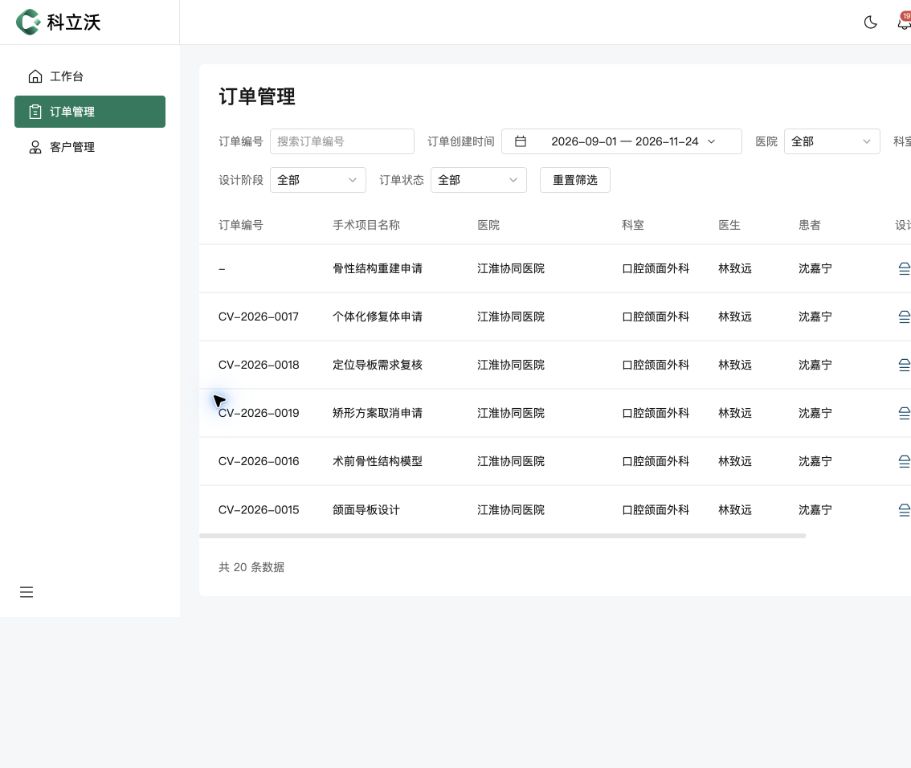 科立沃
19
工作台
订单管理
客户管理
订单管理
订单编号 搜索订单编号 订单创建时间 2026-09-01 — 2026-11-24 医院 全部 科室
设计阶段 全部 订单状态 全部 重置筛选
订单编号 手术项目名称 医院 科室 医生 患者 设计
– 骨性结构重建申请 江淮协同医院 口腔颌面外科 林致远 沈嘉宁
CV-2026-0017 个体化修复体申请 江淮协同医院 口腔颌面外科 林致远 沈嘉宁
CV-2026-0018 定位导板需求复核 江淮协同医院 口腔颌面外科 林致远 沈嘉宁
CV-2026-0019 矫形方案取消申请 江淮协同医院 口腔颌面外科 林致远 沈嘉宁
CV-2026-0016 术前骨性结构模型 江淮协同医院 口腔颌面外科 林致远 沈嘉宁
CV-2026-0015 颌面导板设计 江淮协同医院 口腔颌面外科 林致远 沈嘉宁
共 20 条数据